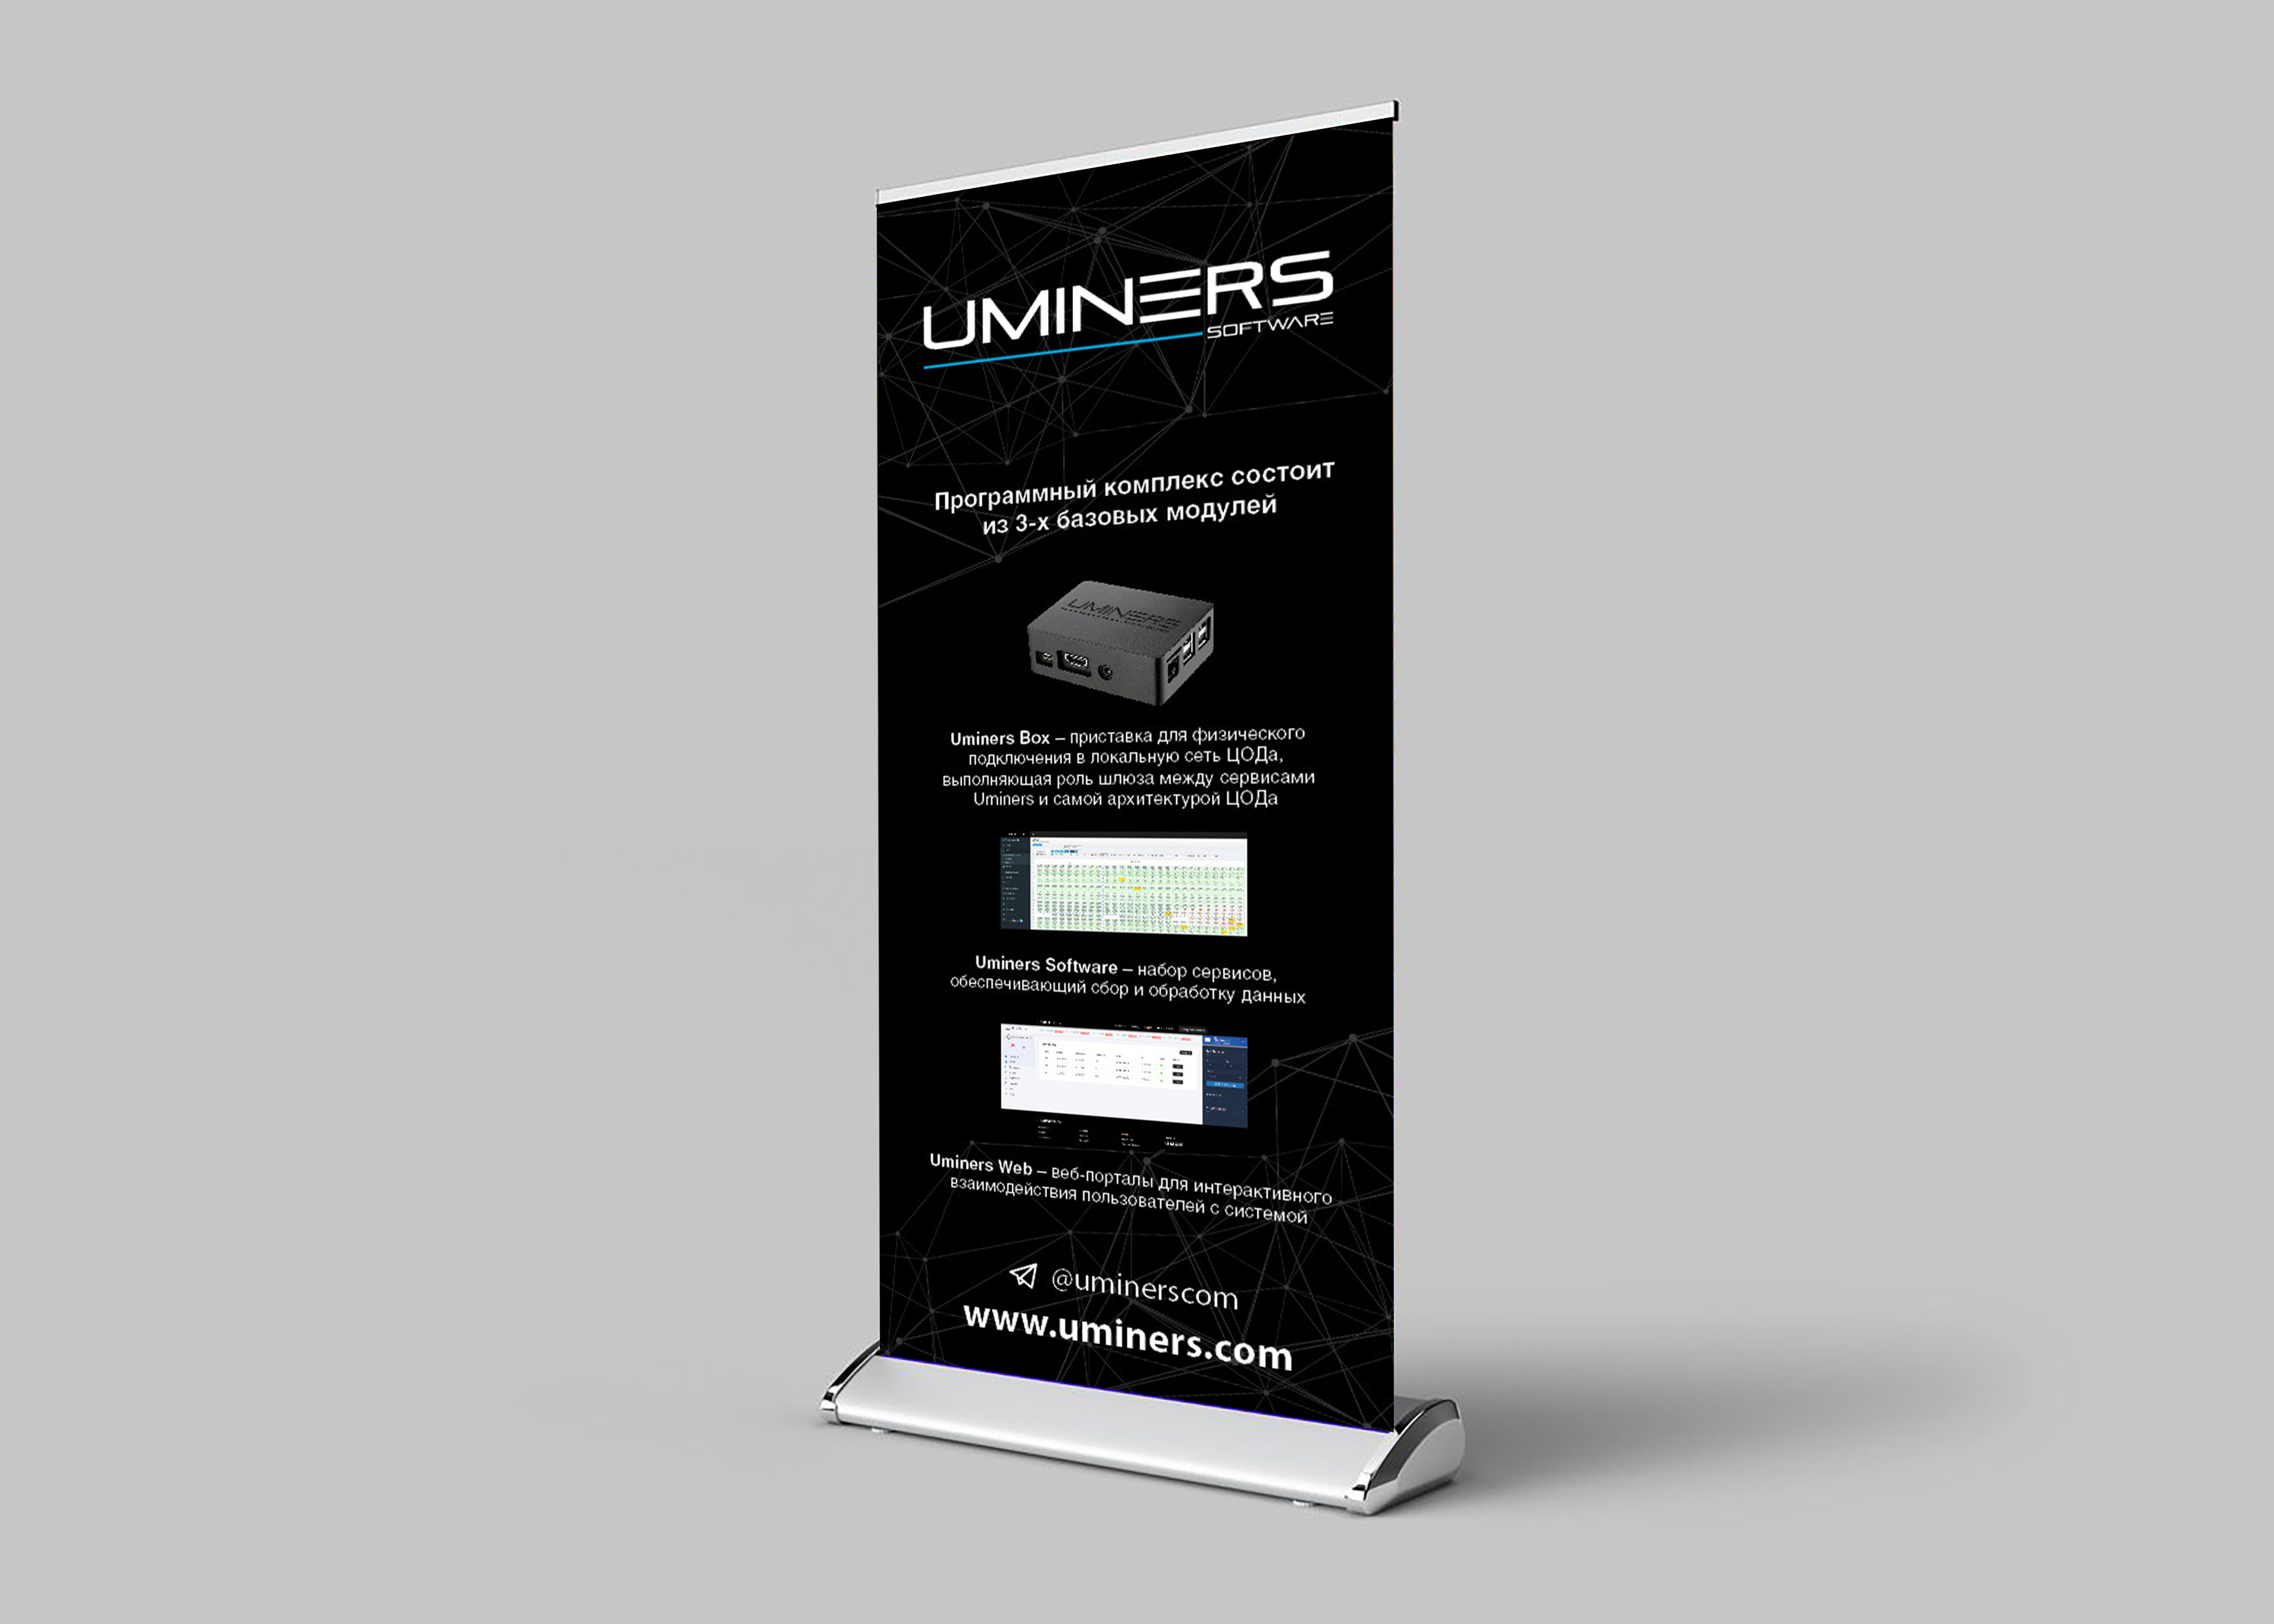 UMINERS
SOFTWARE
Программный комплекс состоит
из 3-х базовых модулей
UMINERS
Uminers Box – приставка для физического
подключения в локальную сеть ЦОДа,
выполняющая роль шлюза между сервисами
Uminers и самой архитектурой ЦОДа
Uminers Software – набор сервисов,
обеспечивающий сбор и обработку данных
Uminers Web – веб-порталы для интерактивного
взаимодействия пользователей с системой
@uminerscom
www.uminers.com